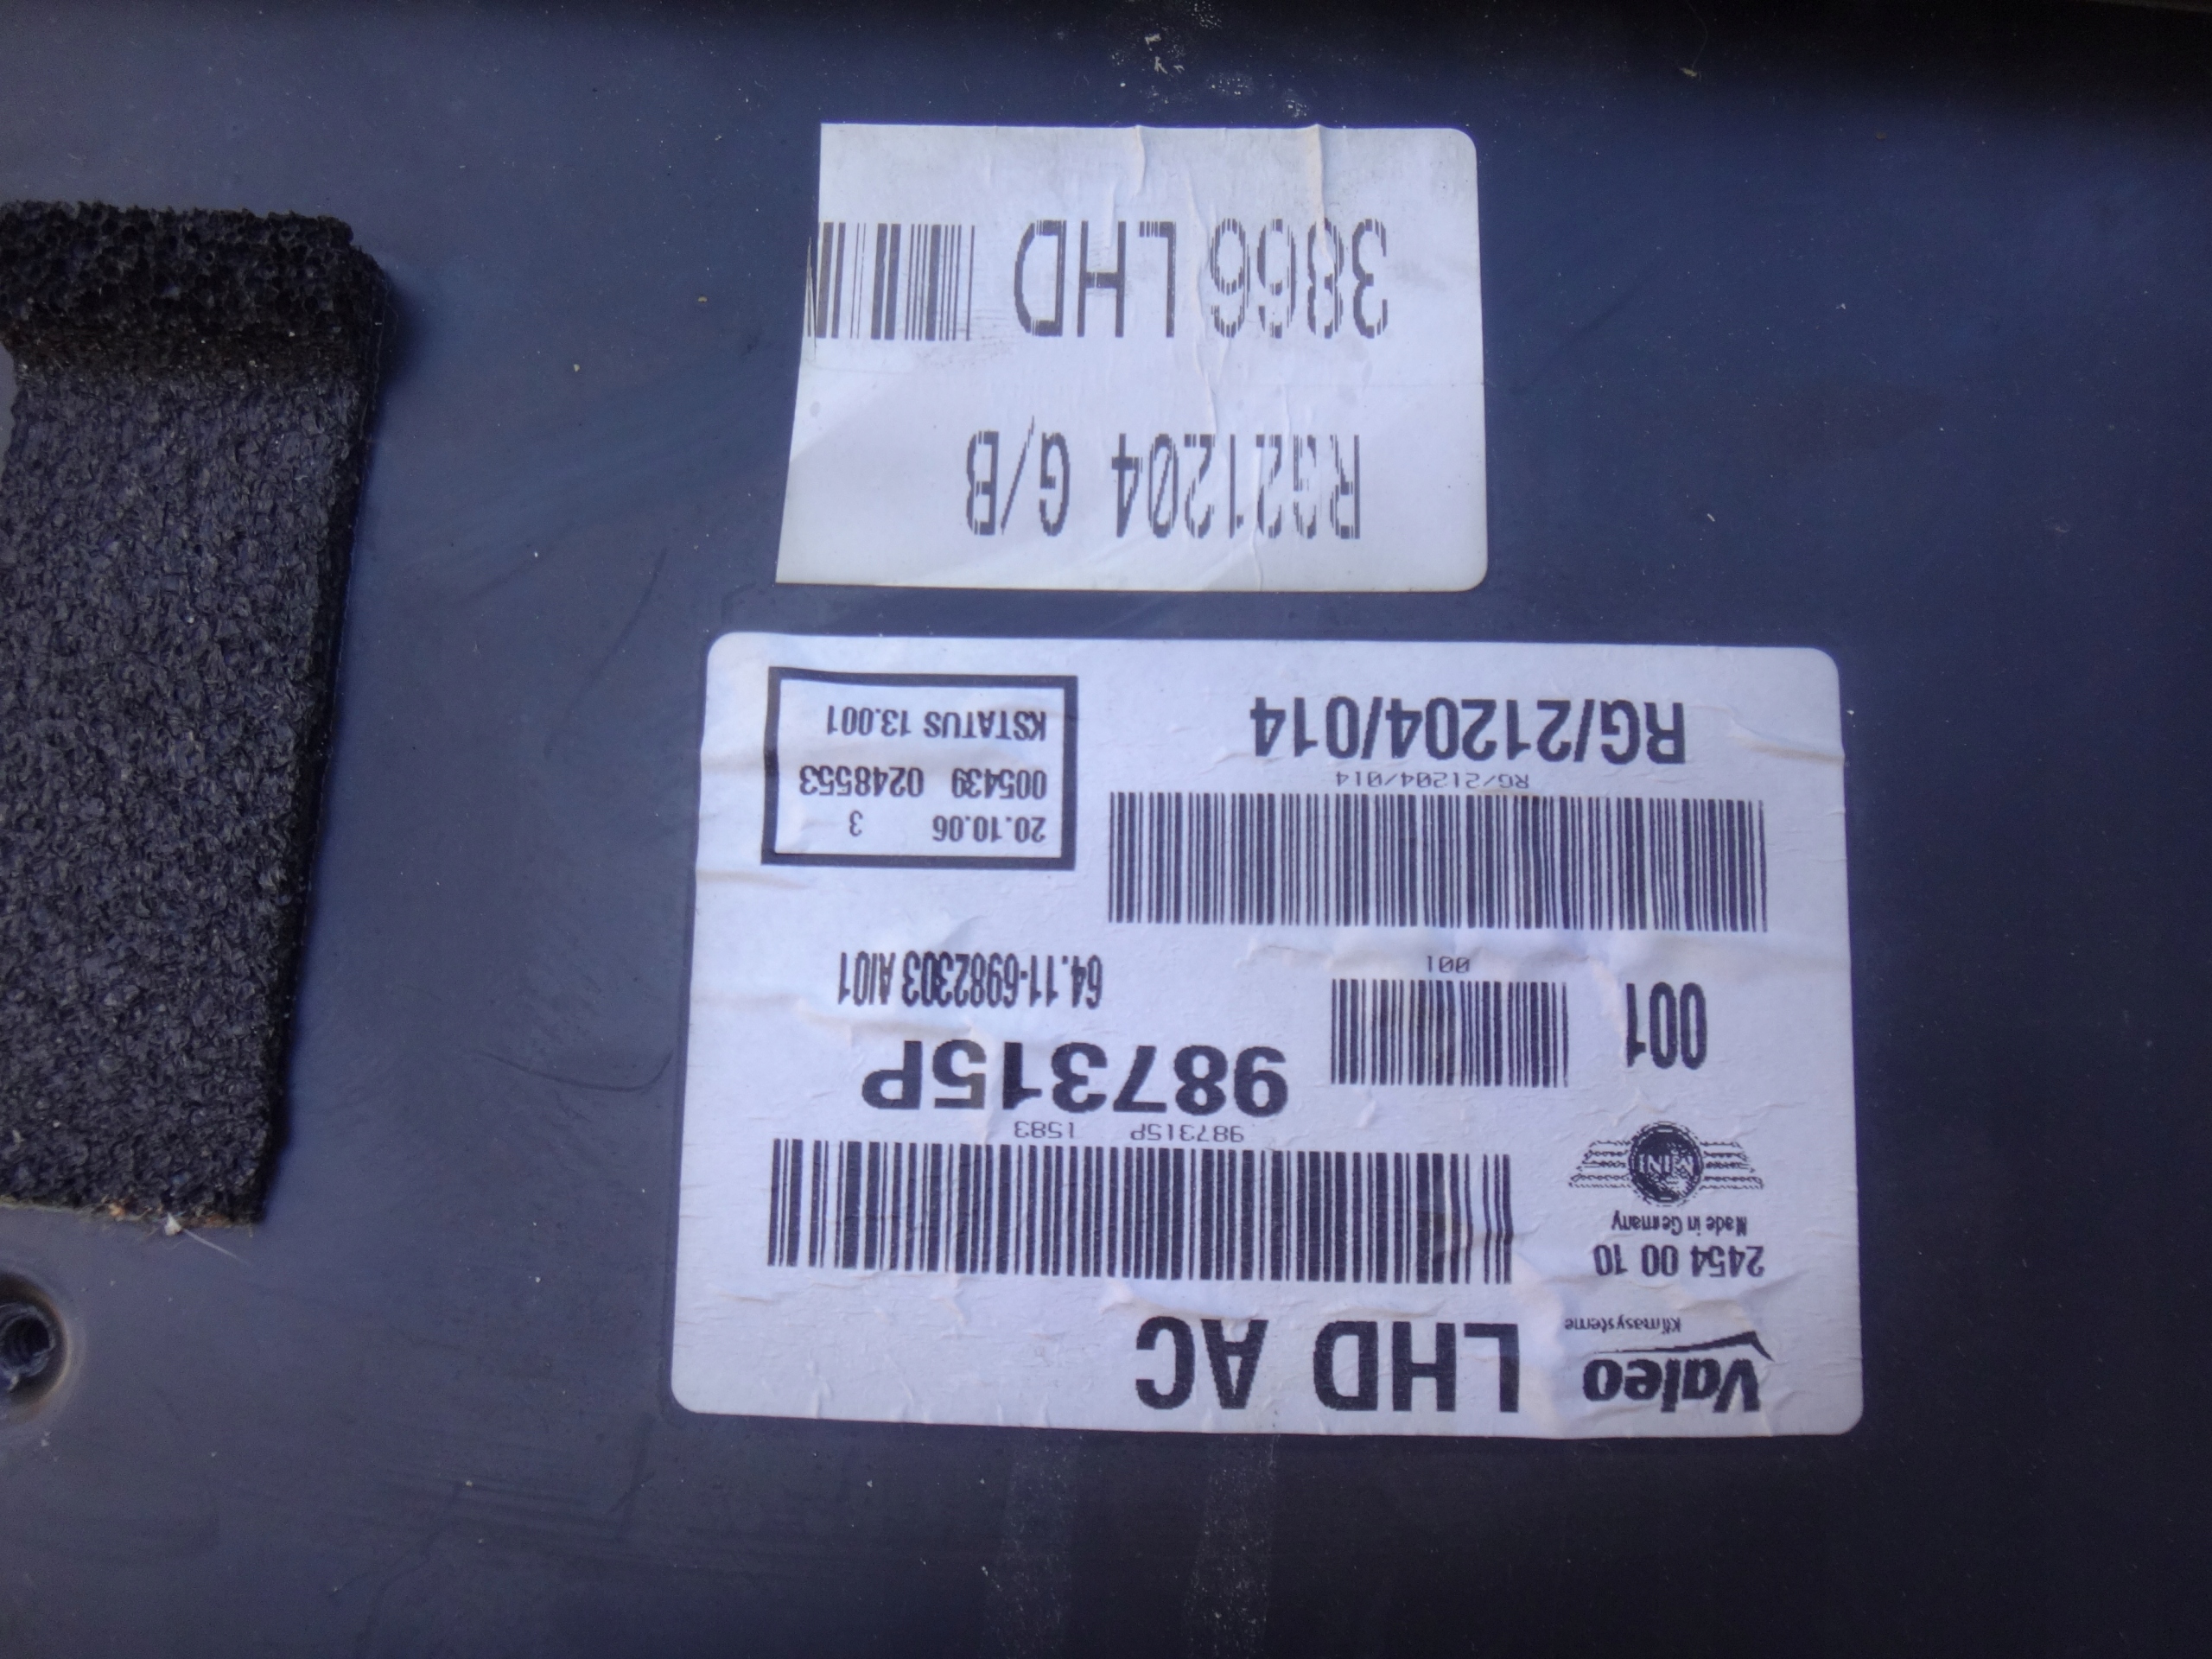 Valeo LHD AC
Klimasysteme
2454 00 10
Made in Germany
MINI
987315P 1583
987315P
001
001
64.11-6982303 AI01
20.10.06 3
005439 0248553
KSTATUS 13.001
RG/21204/014
RG/21204/014
RG21204 G/B
3866 LHD